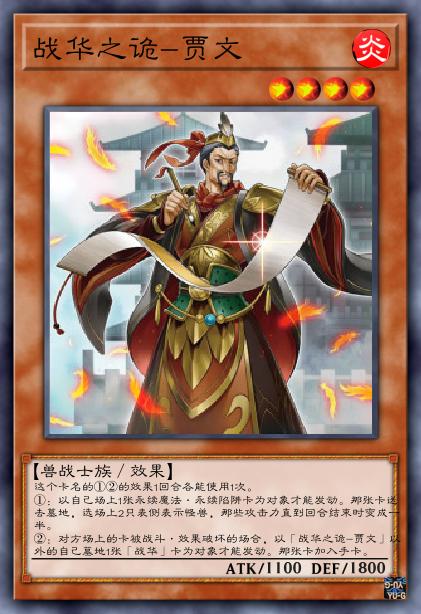 战华之诡-贾文
炎
【兽战士族/效果】
这个卡名的①②的效果1回合各能使用1次。
①：以自己场上1张永续魔法·永续陷阱卡为对象才能发动。那张卡送
去墓地，选场上2只表侧表示怪兽，那些攻击力直到回合结束时变成一
半。
②：对方场上的卡被战斗·效果破坏的场合，以「战华之诡-贾文」以
外的自己墓地1张「战华」卡为对象才能发动。那张卡加入手卡。
ATK/1100 DEF/1800